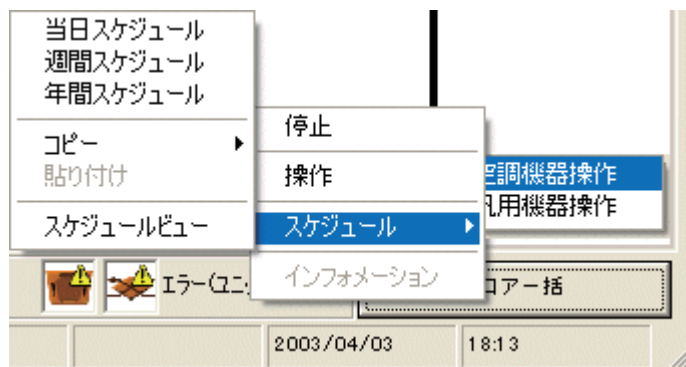 当日スケジュール
週間スケジュール
年間スケジュール
コピー
貼り付け
スケジュールビュー
停止
操作
スケジュール
インフォメーション
空調機器操作
汎用機器操作
エラー(ユニ
ロアー括
2003/04/03
18:13